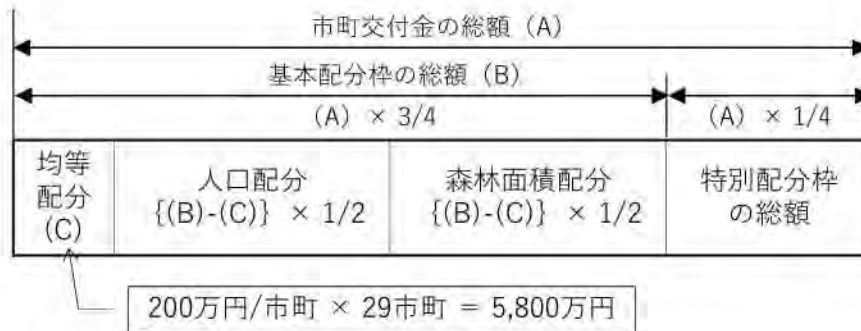 市町交付金の総額（A）
基本配分枠の総額（B）
（A）× 3/4
（A）× 1/4
均等
配分
(C)
人口配分
{(B)-(C)} × 1/2
森林面積配分
{(B)-(C)} × 1/2
特別配分枠
の総額
200万円/市町 × 29市町 = 5,800万円